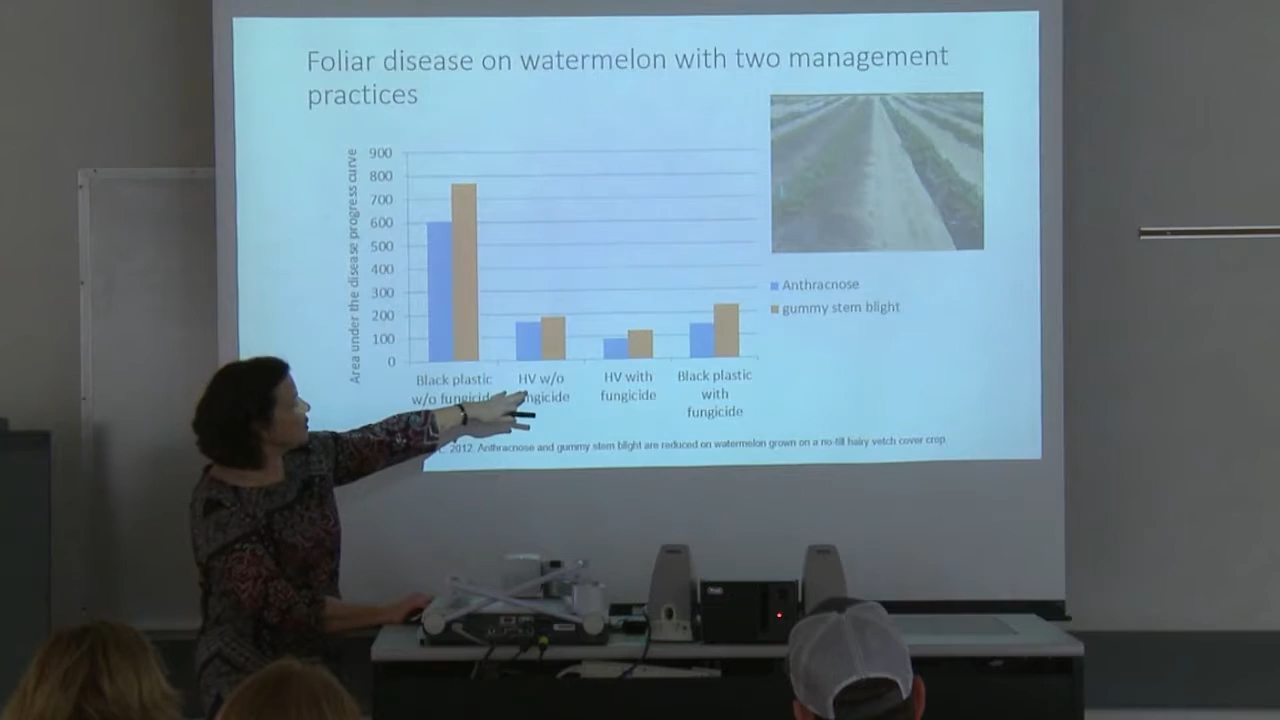 Foliar disease on watermelon with two management
practices
Area under the disease progress curve
900
800
700
600
500
400
300
200
100
0
Black plastic
w/o fungicide
HV w/o
fungicide
HV with
fungicide
Black plastic
with
fungicide
Anthracnose
gummy stem blight
2012. Anthracnose and gummy stem blight are reduced on watermelon grown on a no-till hairy vetch cover crop